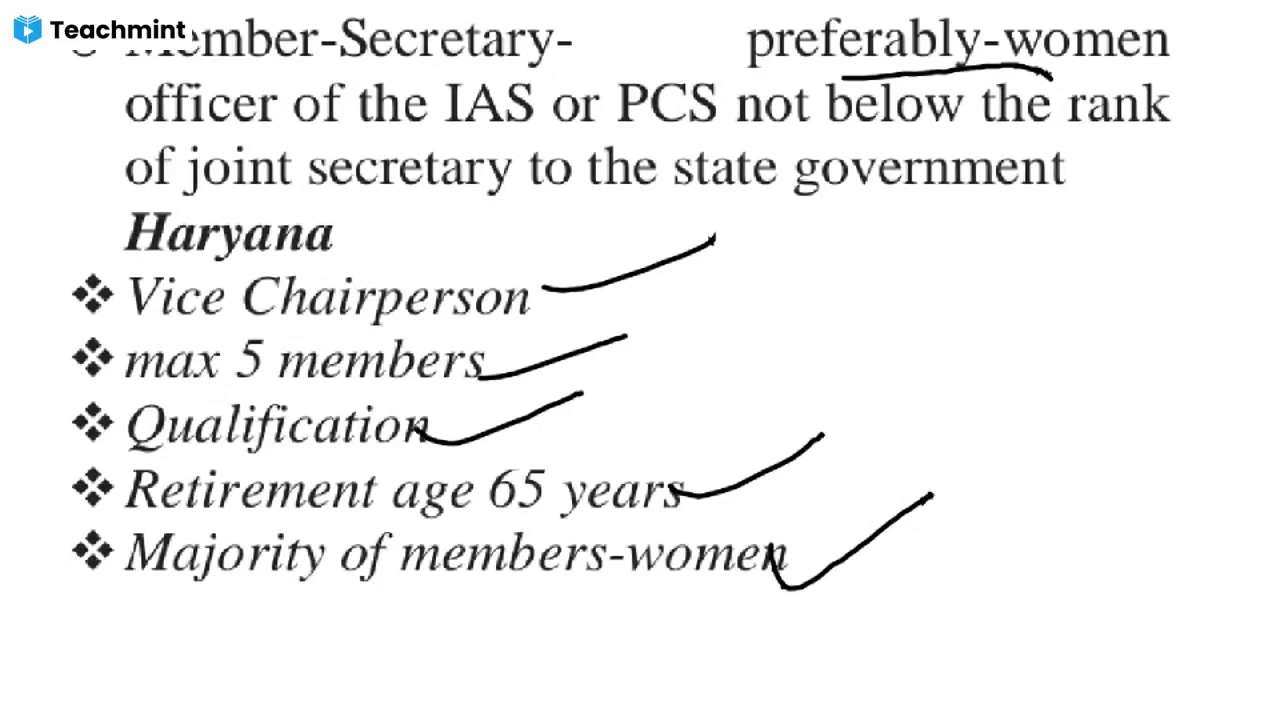 Teachmint
Member-Secretary- preferably-women
officer of the IAS or PCS not below the rank
of joint secretary to the state government
Haryana
❖ Vice Chairperson
❖ max 5 members
❖ Qualification
❖ Retirement age 65 years
❖ Majority of members-women